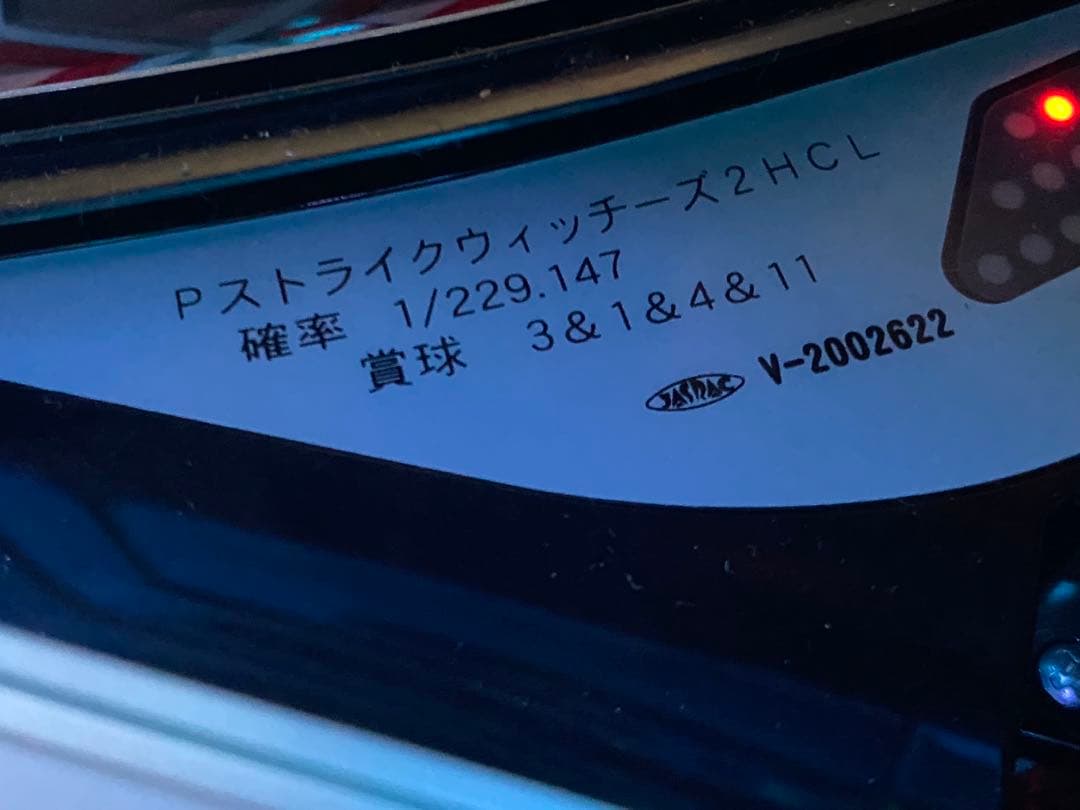 Pストライクウィッチーズ2HCL
確率 1/229.147
賞球 3&1&4&11
JASRAC V-2002622